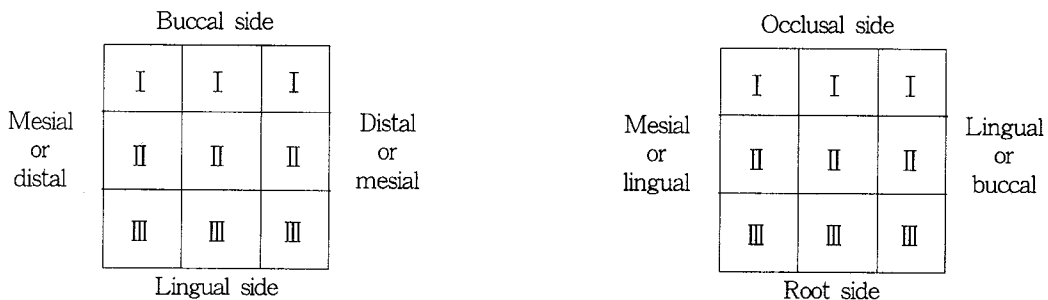 Buccal side
Ⅰ Ⅰ Ⅰ
Mesial
or
distal
Ⅱ Ⅱ Ⅱ
Distal
or
mesial
Ⅲ Ⅲ Ⅲ
Lingual side
Occlusal side
Ⅰ Ⅰ Ⅰ
Mesial
or
lingual
Ⅱ Ⅱ Ⅱ
Lingual
or
buccal
Ⅲ Ⅲ Ⅲ
Root side